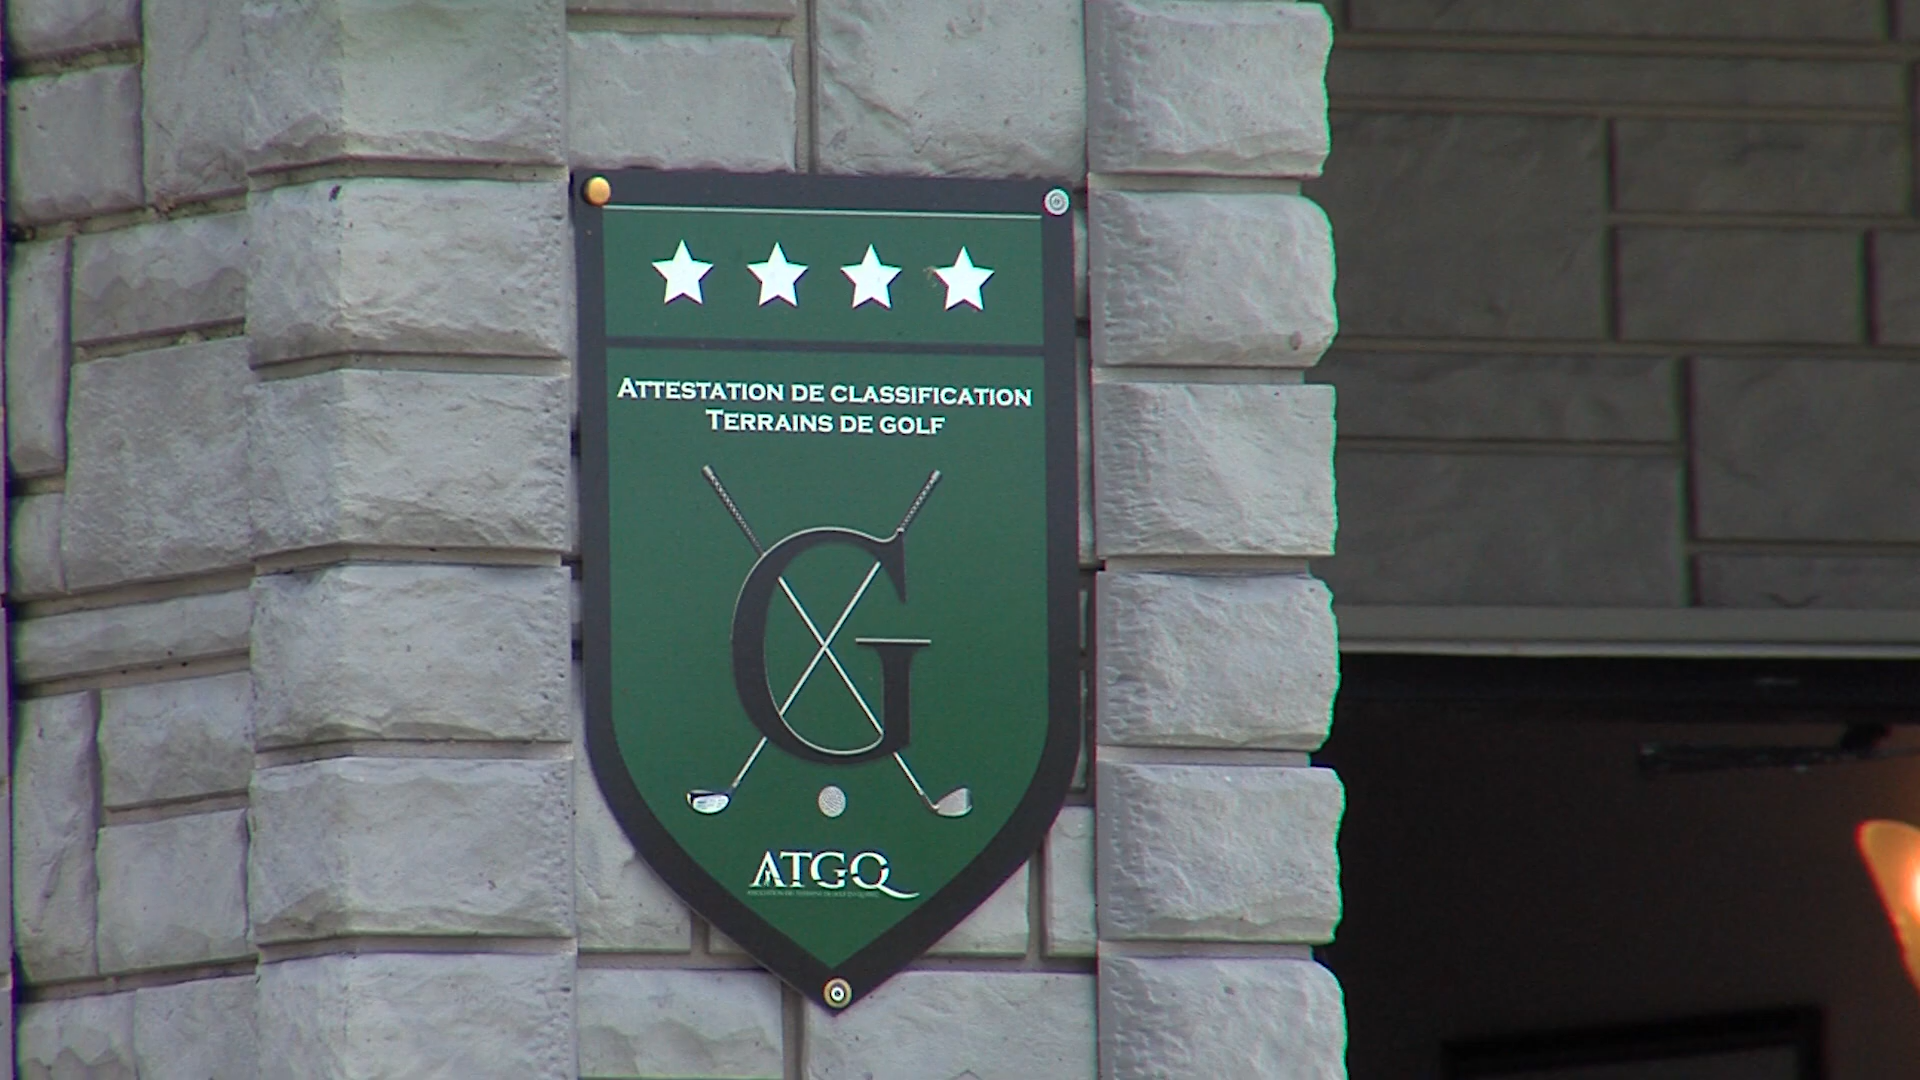 ATTESTATION DE CLASSIFICATION
TERRAINS DE GOLF
G
ATGQ